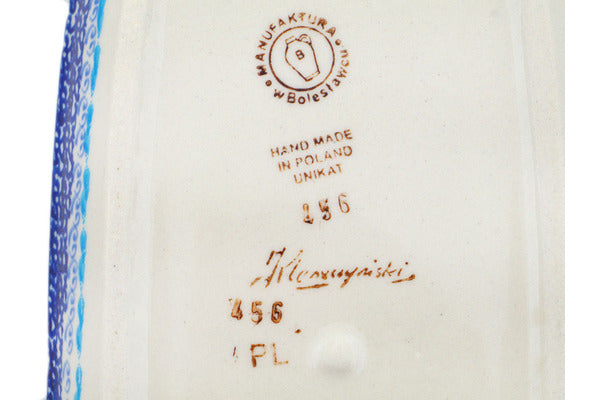 MANUFAKTURA
B
w Bolesławcu
HAND MADE
IN POLAND
UNIKAT
456
456
PL